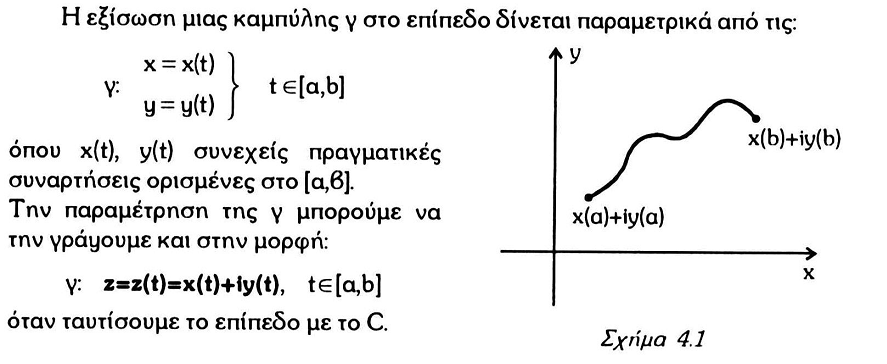 Η εξίσωση μιας καμπύλης γ στο επίπεδο δίνεται παραμετρικά από τις:
γ: x = x(t)
y = y(t) } t∈[a,b]
όπου x(t), y(t) συνεχείς πραγματικές
συναρτήσεις ορισμένες στο [α,β].
Την παραμέτρηση της γ μπορούμε να
την γράψουμε και στην μορφή:
γ: z=z(t)=x(t)+iy(t), t∈[a,b]
όταν ταυτίσουμε το επίπεδο με το C.
y
x(b)+iy(b)
x(a)+iy(a)
x
Σχήμα 4.1